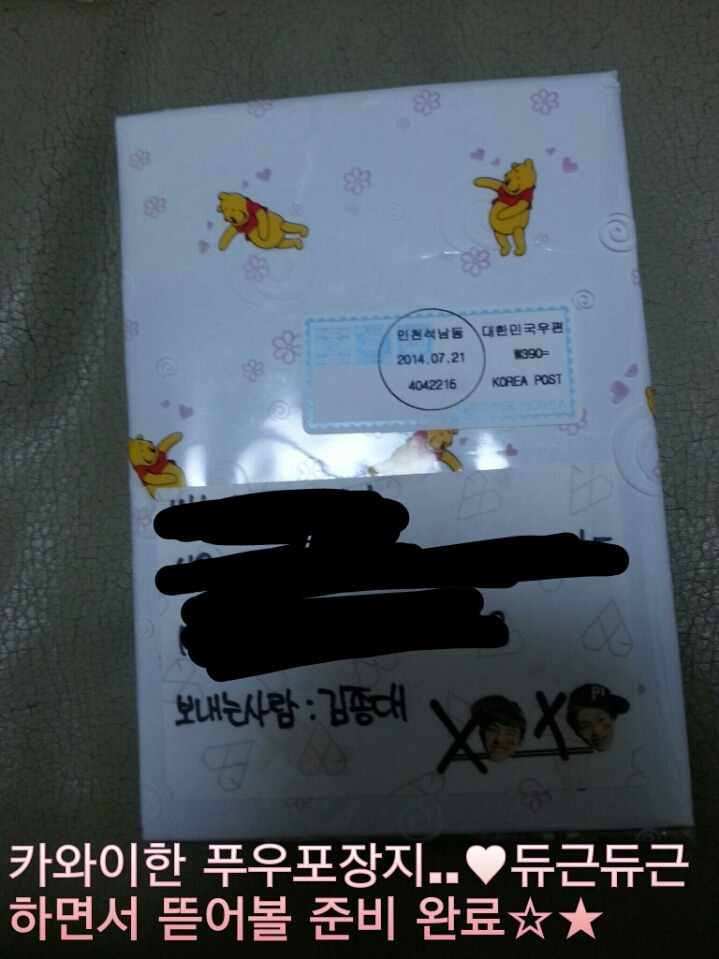 인천석남동 대한민국우편
2014.07.21 ₩390=
4042216 KOREA POST
KOREA
보내는사람 : 김종대
X X
카와이한 푸우포장지..♥듀근듀근
하면서 뜯어볼 준비 완료☆★